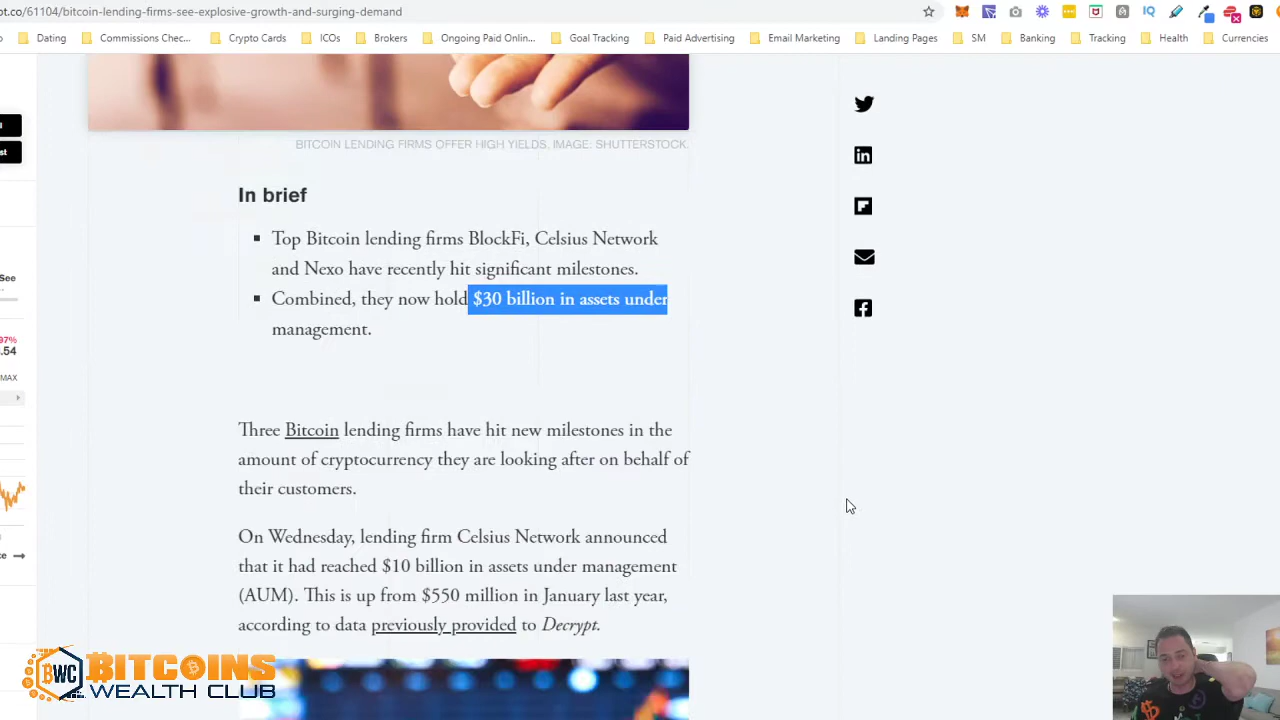 ot.co/61104/bitcoin-lending-firms-see-explosive-growth-and-surging-demand
Dating Commissions Chec... Crypto Cards ICOs Brokers Ongoing Paid Onlin... Goal Tracking Paid Advertising Email Marketing Landing Pages SM Banking Tracking Health Currencies
BITCOIN LENDING FIRMS OFFER HIGH YIELDS. IMAGE: SHUTTERSTOCK.
st
In brief
Top Bitcoin lending firms BlockFi, Celsius Network
and Nexo have recently hit significant milestones.
Combined, they now hold $30 billion in assets under
management.
See
97%
.54
MAX
Three Bitcoin lending firms have hit new milestones in the
amount of cryptocurrency they are looking after on behalf of
their customers.
On Wednesday, lending firm Celsius Network announced
that it had reached $10 billion in assets under management
(AUM). This is up from $550 million in January last year,
according to data previously provided to Decrypt.
ce →
BWC BITCOINS
WEALTH CLUB